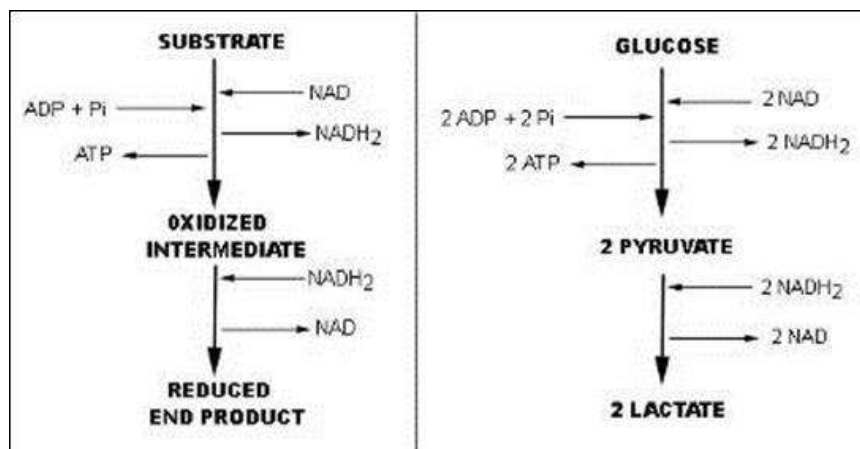 SUBSTRATE
NAD
ADP + Pi
NADH2
ATP
OXIDIZED
INTERMEDIATE
NADH2
NAD
REDUCED
END PRODUCT
GLUCOSE
2 NAD
2 ADP + 2 Pi
2 NADH2
2 ATP
2 PYRUVATE
2 NADH2
2 NAD
2 LACTATE